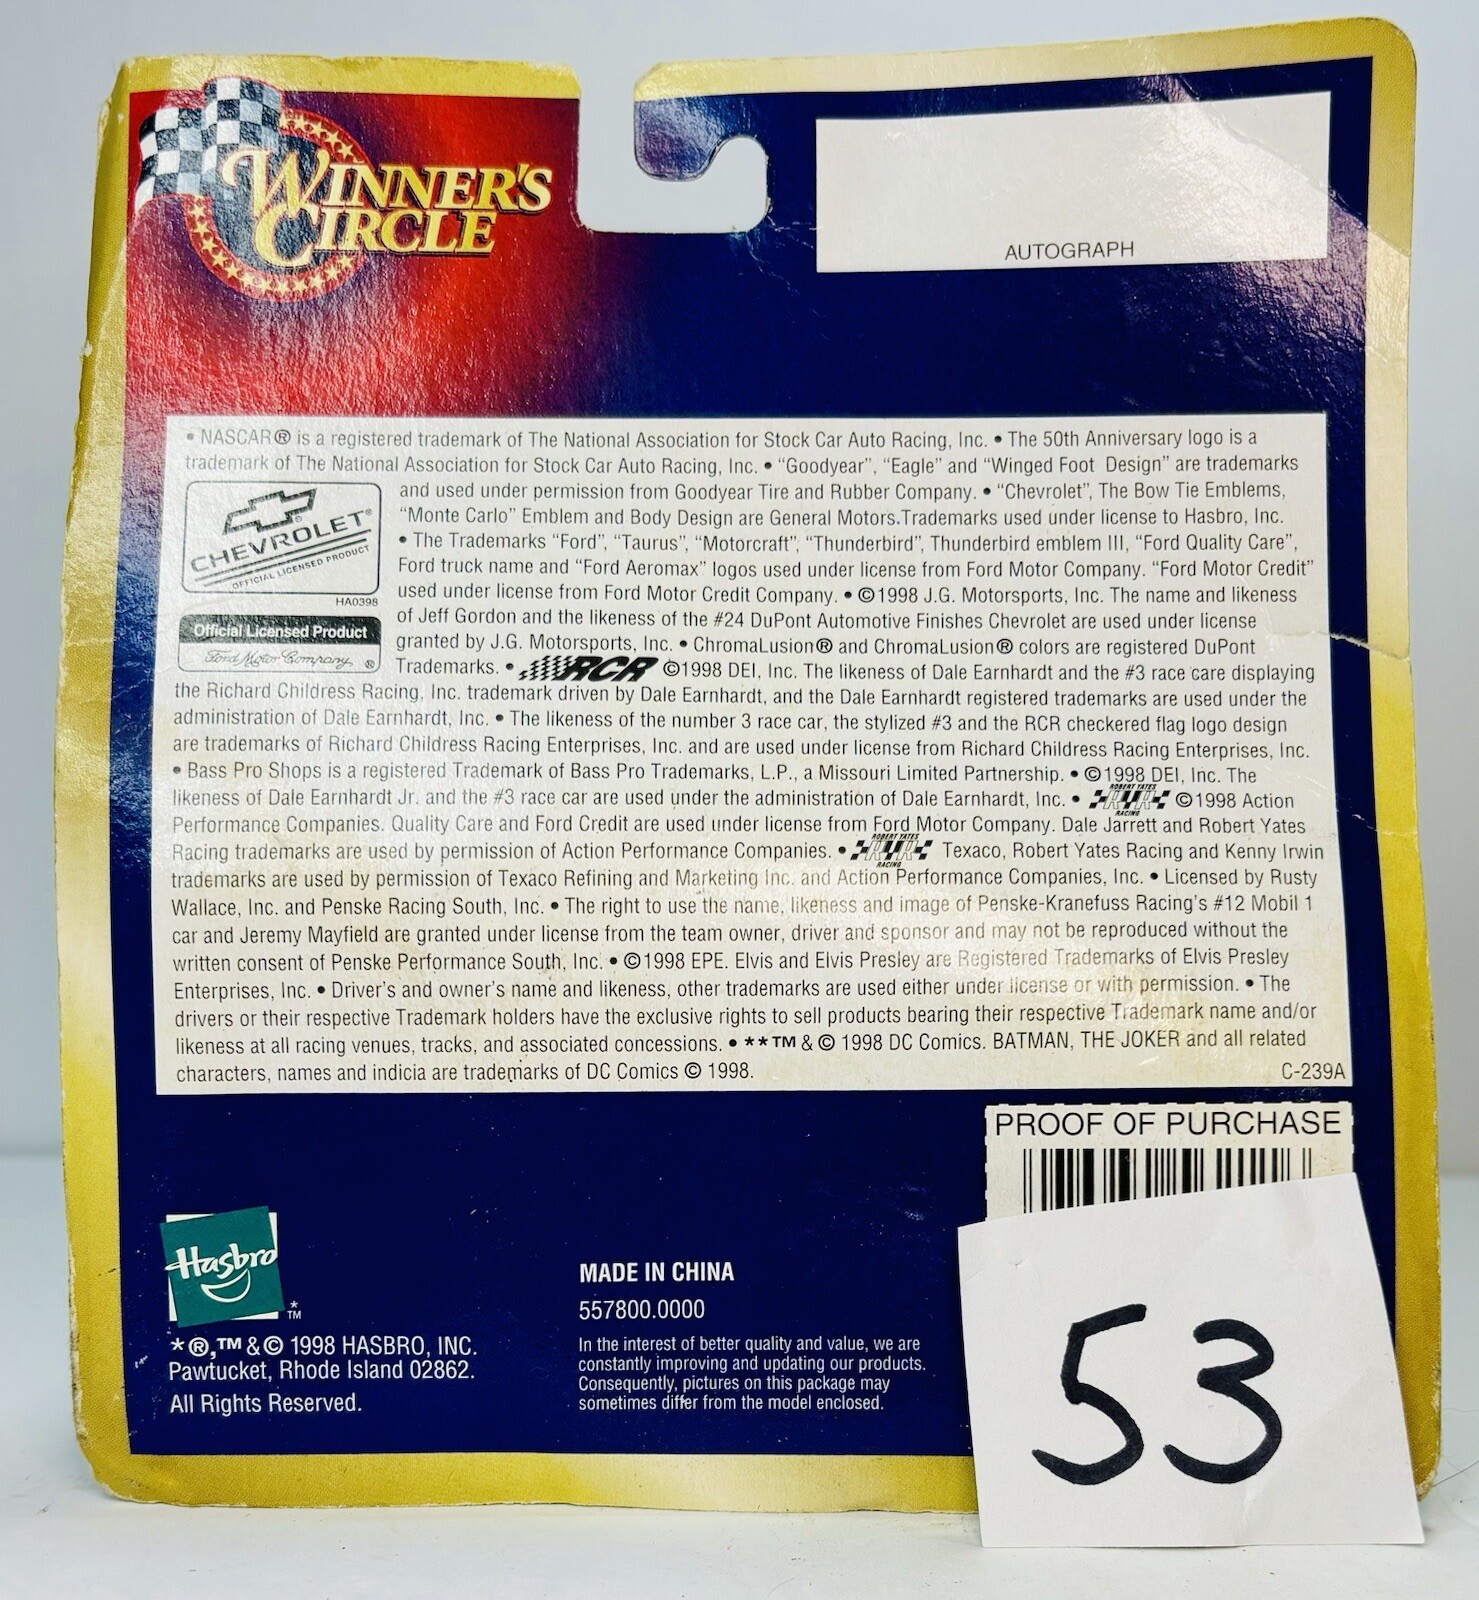 WINNER'S
CIRCLE
AUTOGRAPH
• NASCAR® is a registered trademark of The National Association for Stock Car Auto Racing, Inc. • The 50th Anniversary logo is a
trademark of The National Association for Stock Car Auto Racing, Inc. • “Goodyear”, “Eagle” and “Winged Foot Design” are trademarks
and used under permission from Goodyear Tire and Rubber Company. • “Chevrolet”, The Bow Tie Emblems,
“Monte Carlo” Emblem and Body Design are General Motors.Trademarks used under license to Hasbro, Inc.
• The Trademarks “Ford”, “Taurus”, “Motorcraft”, “Thunderbird”, Thunderbird emblem III, “Ford Quality Care”,
Ford truck name and “Ford Aeromax” logos used under license from Ford Motor Company. “Ford Motor Credit”
used under license from Ford Motor Credit Company. • ©1998 J.G. Motorsports, Inc. The name and likeness
of Jeff Gordon and the likeness of the #24 DuPont Automotive Finishes Chevrolet are used under license
granted by J.G. Motorsports, Inc. • ChromaLusion® and ChromaLusion® colors are registered DuPont
Trademarks. • RCR ©1998 DEI, Inc. The likeness of Dale Earnhardt and the #3 race care displaying
CHEVROLET®
OFFICIAL LICENSED PRODUCT
HA0398
Official Licensed Product
Ford Motor Company ®
the Richard Childress Racing, Inc. trademark driven by Dale Earnhardt, and the Dale Earnhardt registered trademarks are used under the
administration of Dale Earnhardt, Inc. • The likeness of the number 3 race car, the stylized #3 and the RCR checkered flag logo design
are trademarks of Richard Childress Racing Enterprises, Inc. and are used under license from Richard Childress Racing Enterprises, Inc.
• Bass Pro Shops is a registered Trademark of Bass Pro Trademarks, L.P., a Missouri Limited Partnership. • ©1998 DEI, Inc. The
likeness of Dale Earnhardt Jr. and the #3 race car are used under the administration of Dale Earnhardt, Inc. • ROBERT YATES RYR RACING ©1998 Action
Performance Companies. Quality Care and Ford Credit are used under license from Ford Motor Company. Dale Jarrett and Robert Yates
Racing trademarks are used by permission of Action Performance Companies. • ROBERT YATES RYR RACING Texaco, Robert Yates Racing and Kenny Irwin
trademarks are used by permission of Texaco Refining and Marketing Inc. and Action Performance Companies, Inc. • Licensed by Rusty
Wallace, Inc. and Penske Racing South, Inc. • The right to use the name, likeness and image of Penske-Kranefuss Racing's #12 Mobil 1
car and Jeremy Mayfield are granted under license from the team owner, driver and sponsor and may not be reproduced without the
written consent of Penske Performance South, Inc. • ©1998 EPE. Elvis and Elvis Presley are Registered Trademarks of Elvis Presley
Enterprises, Inc. • Driver's and owner's name and likeness, other trademarks are used either under license or with permission. • The
drivers or their respective Trademark holders have the exclusive rights to sell products bearing their respective Trademark name and/or
likeness at all racing venues, tracks, and associated concessions. • **™ & © 1998 DC Comics. BATMAN, THE JOKER and all related
characters, names and indicia are trademarks of DC Comics © 1998.
C-239A
PROOF OF PURCHASE
Hasbro
*
TM
*®,™ & © 1998 HASBRO, INC.
Pawtucket, Rhode Island 02862.
All Rights Reserved.
MADE IN CHINA
557800.0000
In the interest of better quality and value, we are
constantly improving and updating our products.
Consequently, pictures on this package may
sometimes differ from the model enclosed.
53